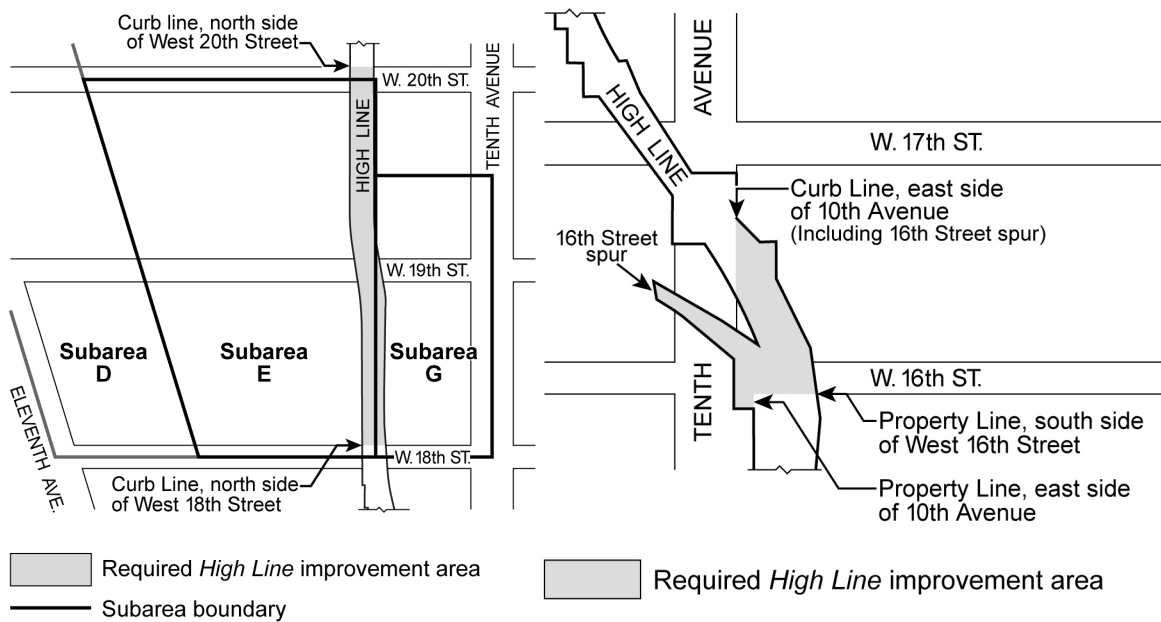 Curb line, north side
of West 20th Street
W. 20th ST.
TENTH AVENUE
HIGH LINE
W. 19th ST.
Subarea
D
Subarea
E
Subarea
G
ELEVENTH AVE.
W. 18th ST.
Curb Line, north side
of West 18th Street
Required High Line improvement area
Subarea boundary
AVENUE
HIGH LINE
W. 17th ST.
Curb Line, east side
of 10th Avenue
(Including 16th Street spur)
16th Street
spur
W. 16th ST.
TENTH
Property Line, south side
of West 16th Street
Property Line, east side
of 10th Avenue
Required High Line improvement area